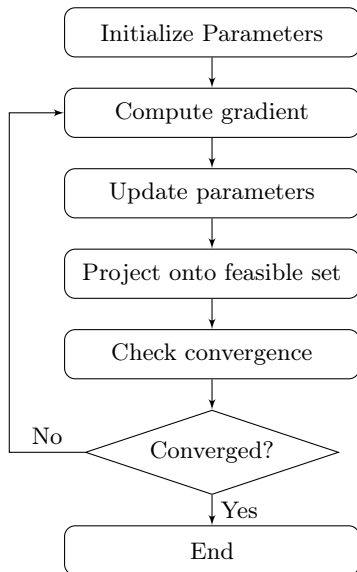 Initialize Parameters
Compute gradient
Update parameters
Project onto feasible set
Check convergence
No
Converged?
Yes
End